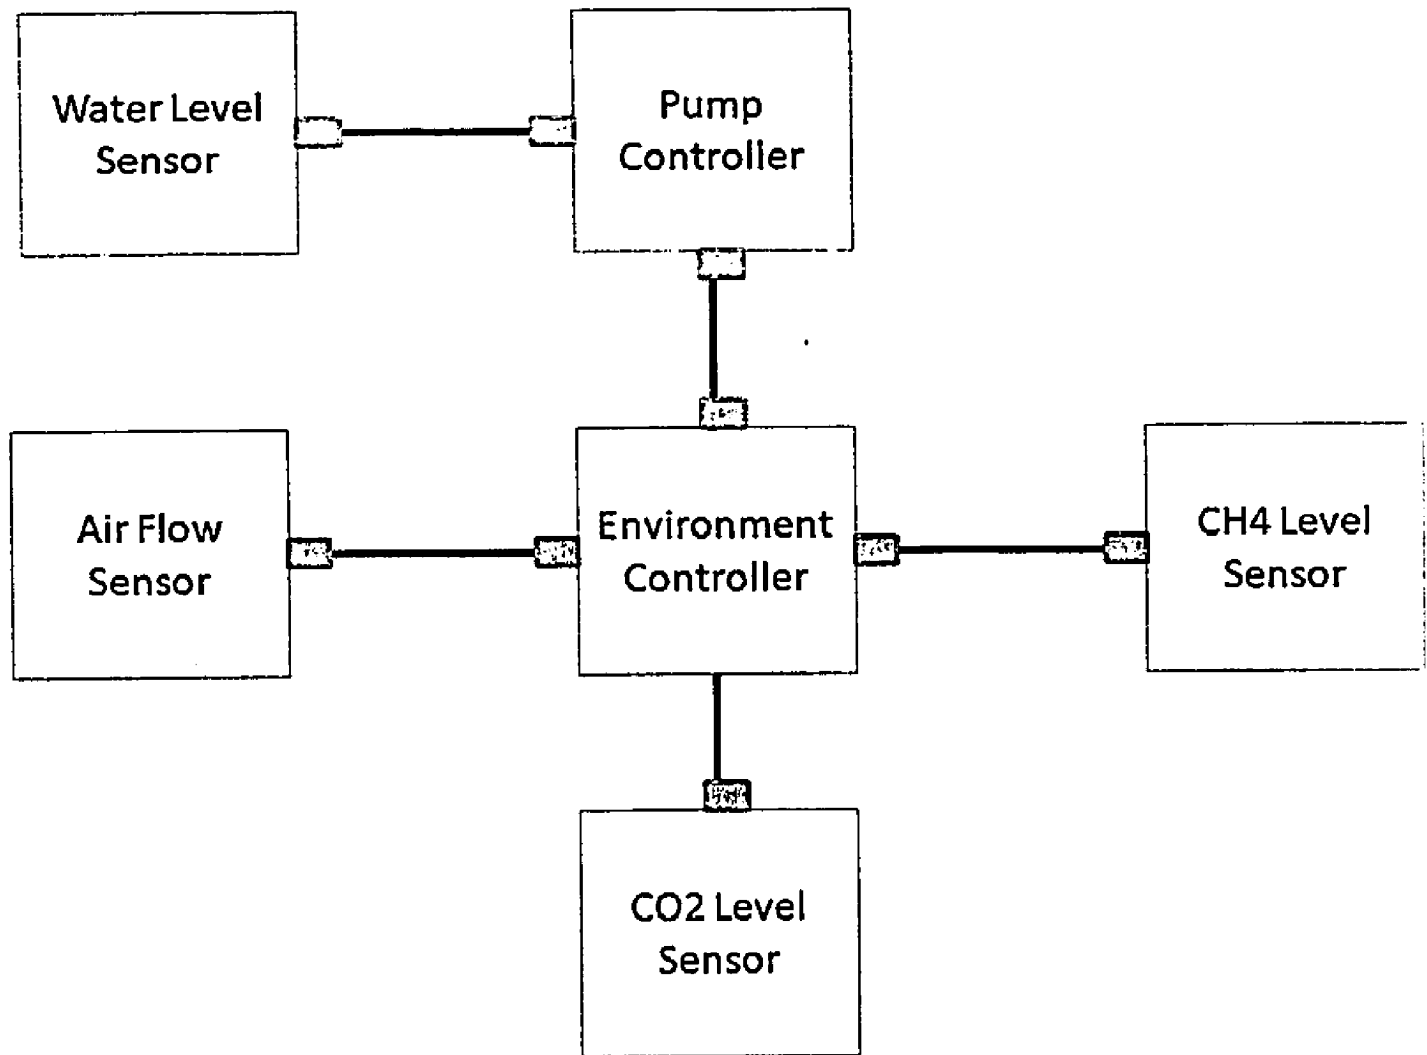 Water Level
Sensor
Pump
Controller
Air Flow
Sensor
Environment
Controller
CH4 Level
Sensor
CO2 Level
Sensor